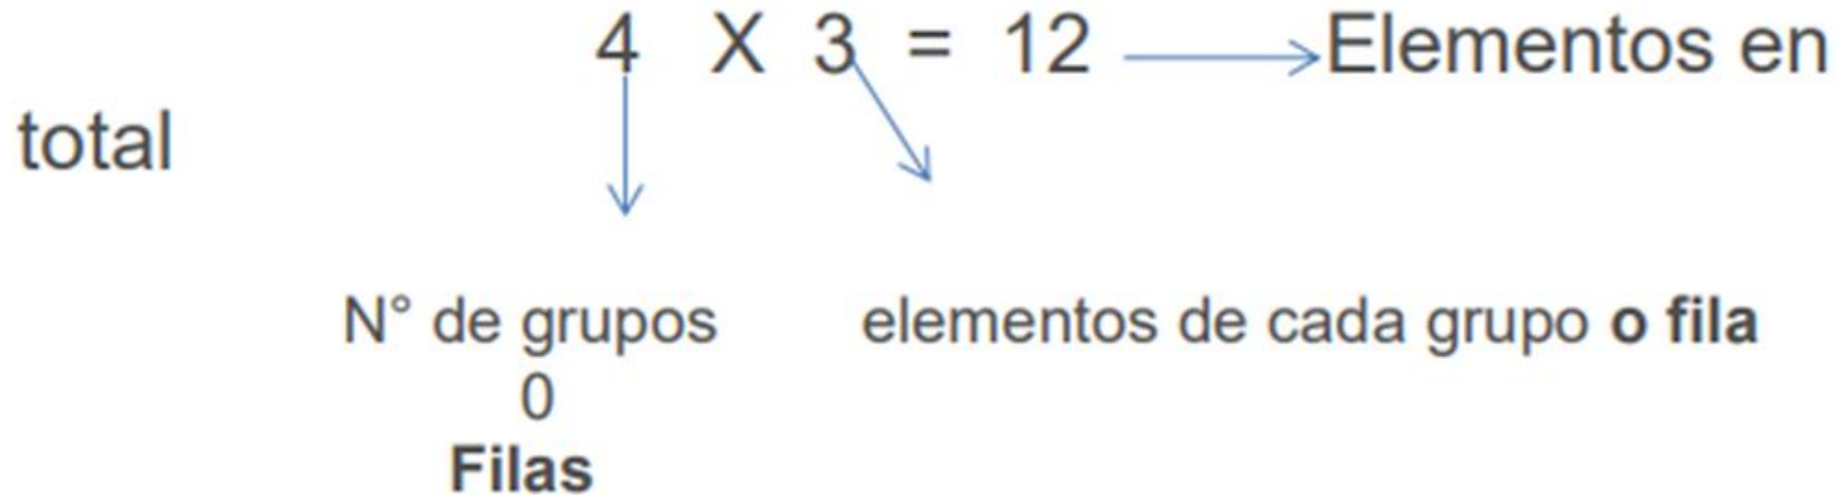 4 X 3 = 12 Elementos en
total
N° de grupos elementos de cada grupo o fila
0
Filas